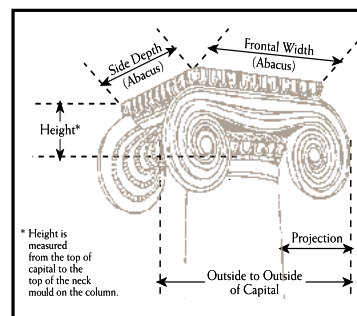 Side Depth
(Abacus)
Frontal Width
(Abacus)
Height*
* Height is
measured
from the top of
capital to the
top of the neck
mould on the column.
Projection
Outside to Outside
of Capital